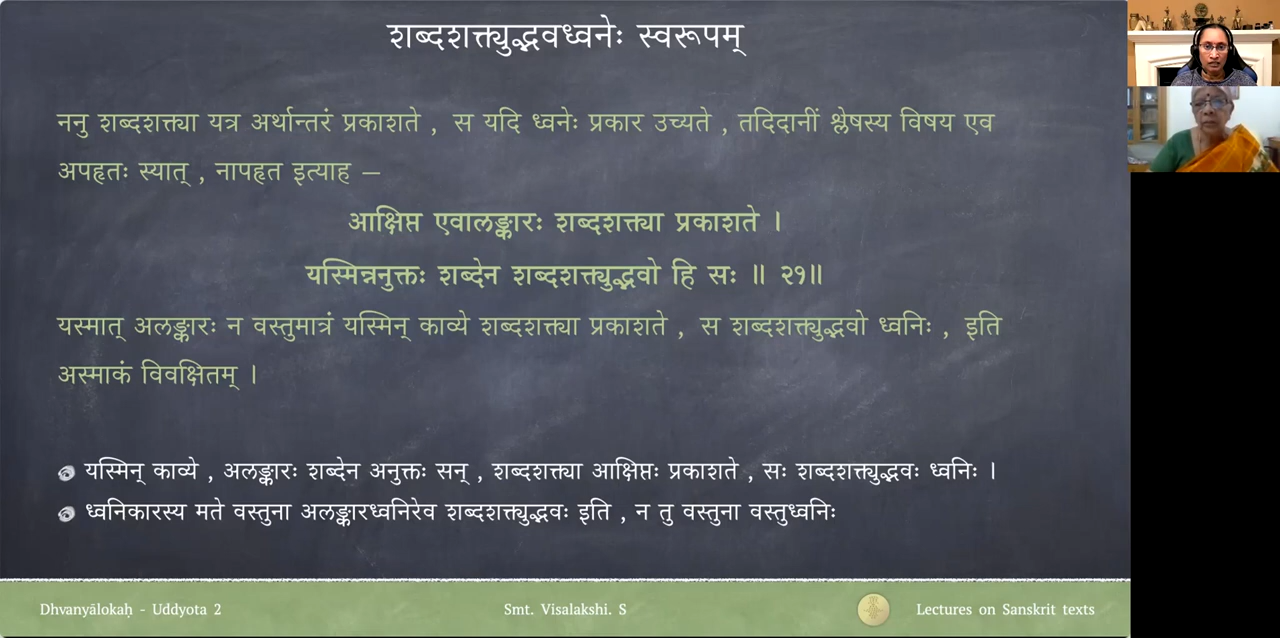 शब्दशक्त्युद्भवध्वनेः स्वरूपम्
ननु शब्दशक्त्या यत्र अर्थान्तरं प्रकाशते , स यदि ध्वनेः प्रकार उच्यते , तदिदानीं श्लेषस्य विषय एव
अपहृतः स्यात् , नापहृत इत्याह –
आक्षिप्त एवालङ्कारः शब्दशक्त्या प्रकाशते ।
यस्मिन्ननुक्तः शब्देन शब्दशक्त्युद्भवो हि सः ॥ २१॥
यस्मात् अलङ्कारः न वस्तुमात्रं यस्मिन् काव्ये शब्दशक्त्या प्रकाशते , स शब्दशक्त्युद्भवो ध्वनिः , इति
अस्माकं विवक्षितम् ।
यस्मिन् काव्ये , अलङ्कारः शब्देन अनुक्तः सन् , शब्दशक्त्या आक्षिप्तः प्रकाशते , सः शब्दशक्त्युद्भवः ध्वनिः ।
ध्वनिकारस्य मते वस्तुना अलङ्कारध्वनिरेव शब्दशक्त्युद्भवः इति , न तु वस्तुना वस्तुध्वनिः
Dhvanyālokaḥ - Uddyota 2
Smt. Visalakshi. S
Lectures on Sanskrit texts